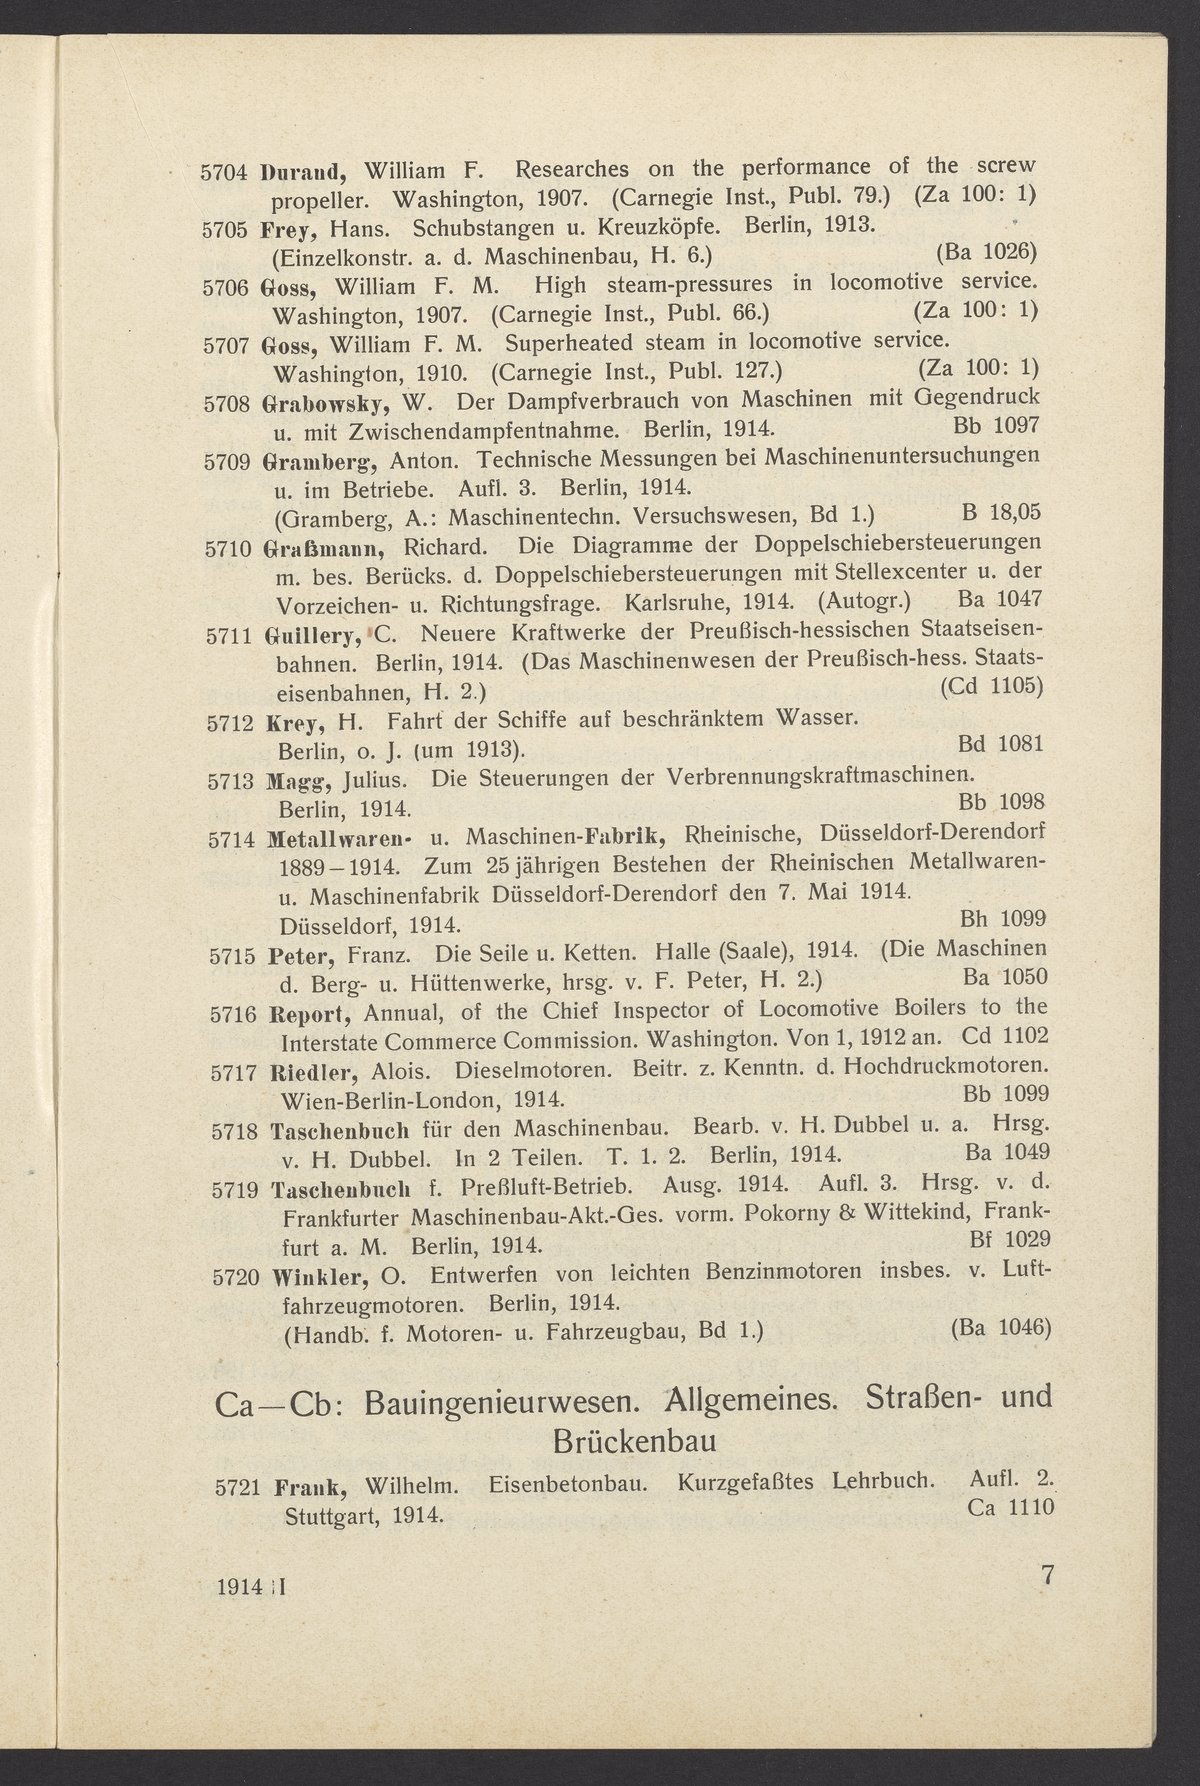 5704 Durand, William F. Researches on the performance of the screw
propeller. Washington, 1907. (Carnegie Inst., Publ. 79.) (Za 100: 1)
5705 Frey, Hans. Schubstangen u. Kreuzköpfe. Berlin, 1913.
(Einzelkonstr. a. d. Maschinenbau, H. 6.) (Ba 1026)
5706 Goss, William F. M. High steam-pressures in locomotive service.
Washington, 1907. (Carnegie Inst., Publ. 66.) (Za 100: 1)
5707 Goss, William F. M. Superheated steam in locomotive service.
Washington, 1910. (Carnegie Inst., Publ. 127.) (Za 100: 1)
5708 Grabowsky, W. Der Dampfverbrauch von Maschinen mit Gegendruck
u. mit Zwischendampfentnahme. Berlin, 1914. Bb 1097
5709 Gramberg, Anton. Technische Messungen bei Maschinenuntersuchungen
u. im Betriebe. Aufl. 3. Berlin, 1914.
(Gramberg, A.: Maschinentechn. Versuchswesen, Bd 1.) B 18,05
5710 Graßmann, Richard. Die Diagramme der Doppelschiebersteuerungen
m. bes. Berücks. d. Doppelschiebersteuerungen mit Stellexcenter u. der
Vorzeichen- u. Richtungsfrage. Karlsruhe, 1914. (Autogr.) Ba 1047
5711 Guillery, C. Neuere Kraftwerke der Preußisch-hessischen Staatseisen-
bahnen. Berlin, 1914. (Das Maschinenwesen der Preußisch-hess. Staats-
eisenbahnen, H. 2.) (Cd 1105)
5712 Krey, H. Fahrt der Schiffe auf beschränktem Wasser.
Berlin, o. J. (um 1913). Bd 1081
5713 Magg, Julius. Die Steuerungen der Verbrennungskraftmaschinen.
Berlin, 1914. Bb 1098
5714 Metallwaren- u. Maschinen-Fabrik, Rheinische, Düsseldorf-Derendorf
1889–1914. Zum 25 jährigen Bestehen der Rheinischen Metallwaren-
u. Maschinenfabrik Düsseldorf-Derendorf den 7. Mai 1914.
Düsseldorf, 1914. Bh 1099
5715 Peter, Franz. Die Seile u. Ketten. Halle (Saale), 1914. (Die Maschinen
d. Berg- u. Hüttenwerke, hrsg. v. F. Peter, H. 2.) Ba 1050
5716 Report, Annual, of the Chief Inspector of Locomotive Boilers to the
Interstate Commerce Commission. Washington. Von 1, 1912 an. Cd 1102
5717 Riedler, Alois. Dieselmotoren. Beitr. z. Kenntn. d. Hochdruckmotoren.
Wien-Berlin-London, 1914. Bb 1099
5718 Taschenbuch für den Maschinenbau. Bearb. v. H. Dubbel u. a. Hrsg.
v. H. Dubbel. In 2 Teilen. T. 1. 2. Berlin, 1914. Ba 1049
5719 Taschenbuch f. Preßluft-Betrieb. Ausg. 1914. Aufl. 3. Hrsg. v. d.
Frankfurter Maschinenbau-Akt.-Ges. vorm. Pokorny & Wittekind, Frank-
furt a. M. Berlin, 1914. Bf 1029
5720 Winkler, O. Entwerfen von leichten Benzinmotoren insbes. v. Luft-
fahrzeugmotoren. Berlin, 1914.
(Handb. f. Motoren- u. Fahrzeugbau, Bd 1.) (Ba 1046)
Ca—Cb: Bauingenieurwesen. Allgemeines. Straßen- und
Brückenbau
5721 Frank, Wilhelm. Eisenbetonbau. Kurzgefaßtes Lehrbuch. Aufl. 2.
Stuttgart, 1914. Ca 1110
1914 II 7